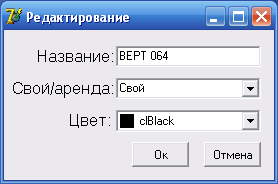 Редактирование
Название: ВЕРТ 064
Свой/аренда: Свой
Цвет: clBlack
Ок Отмена